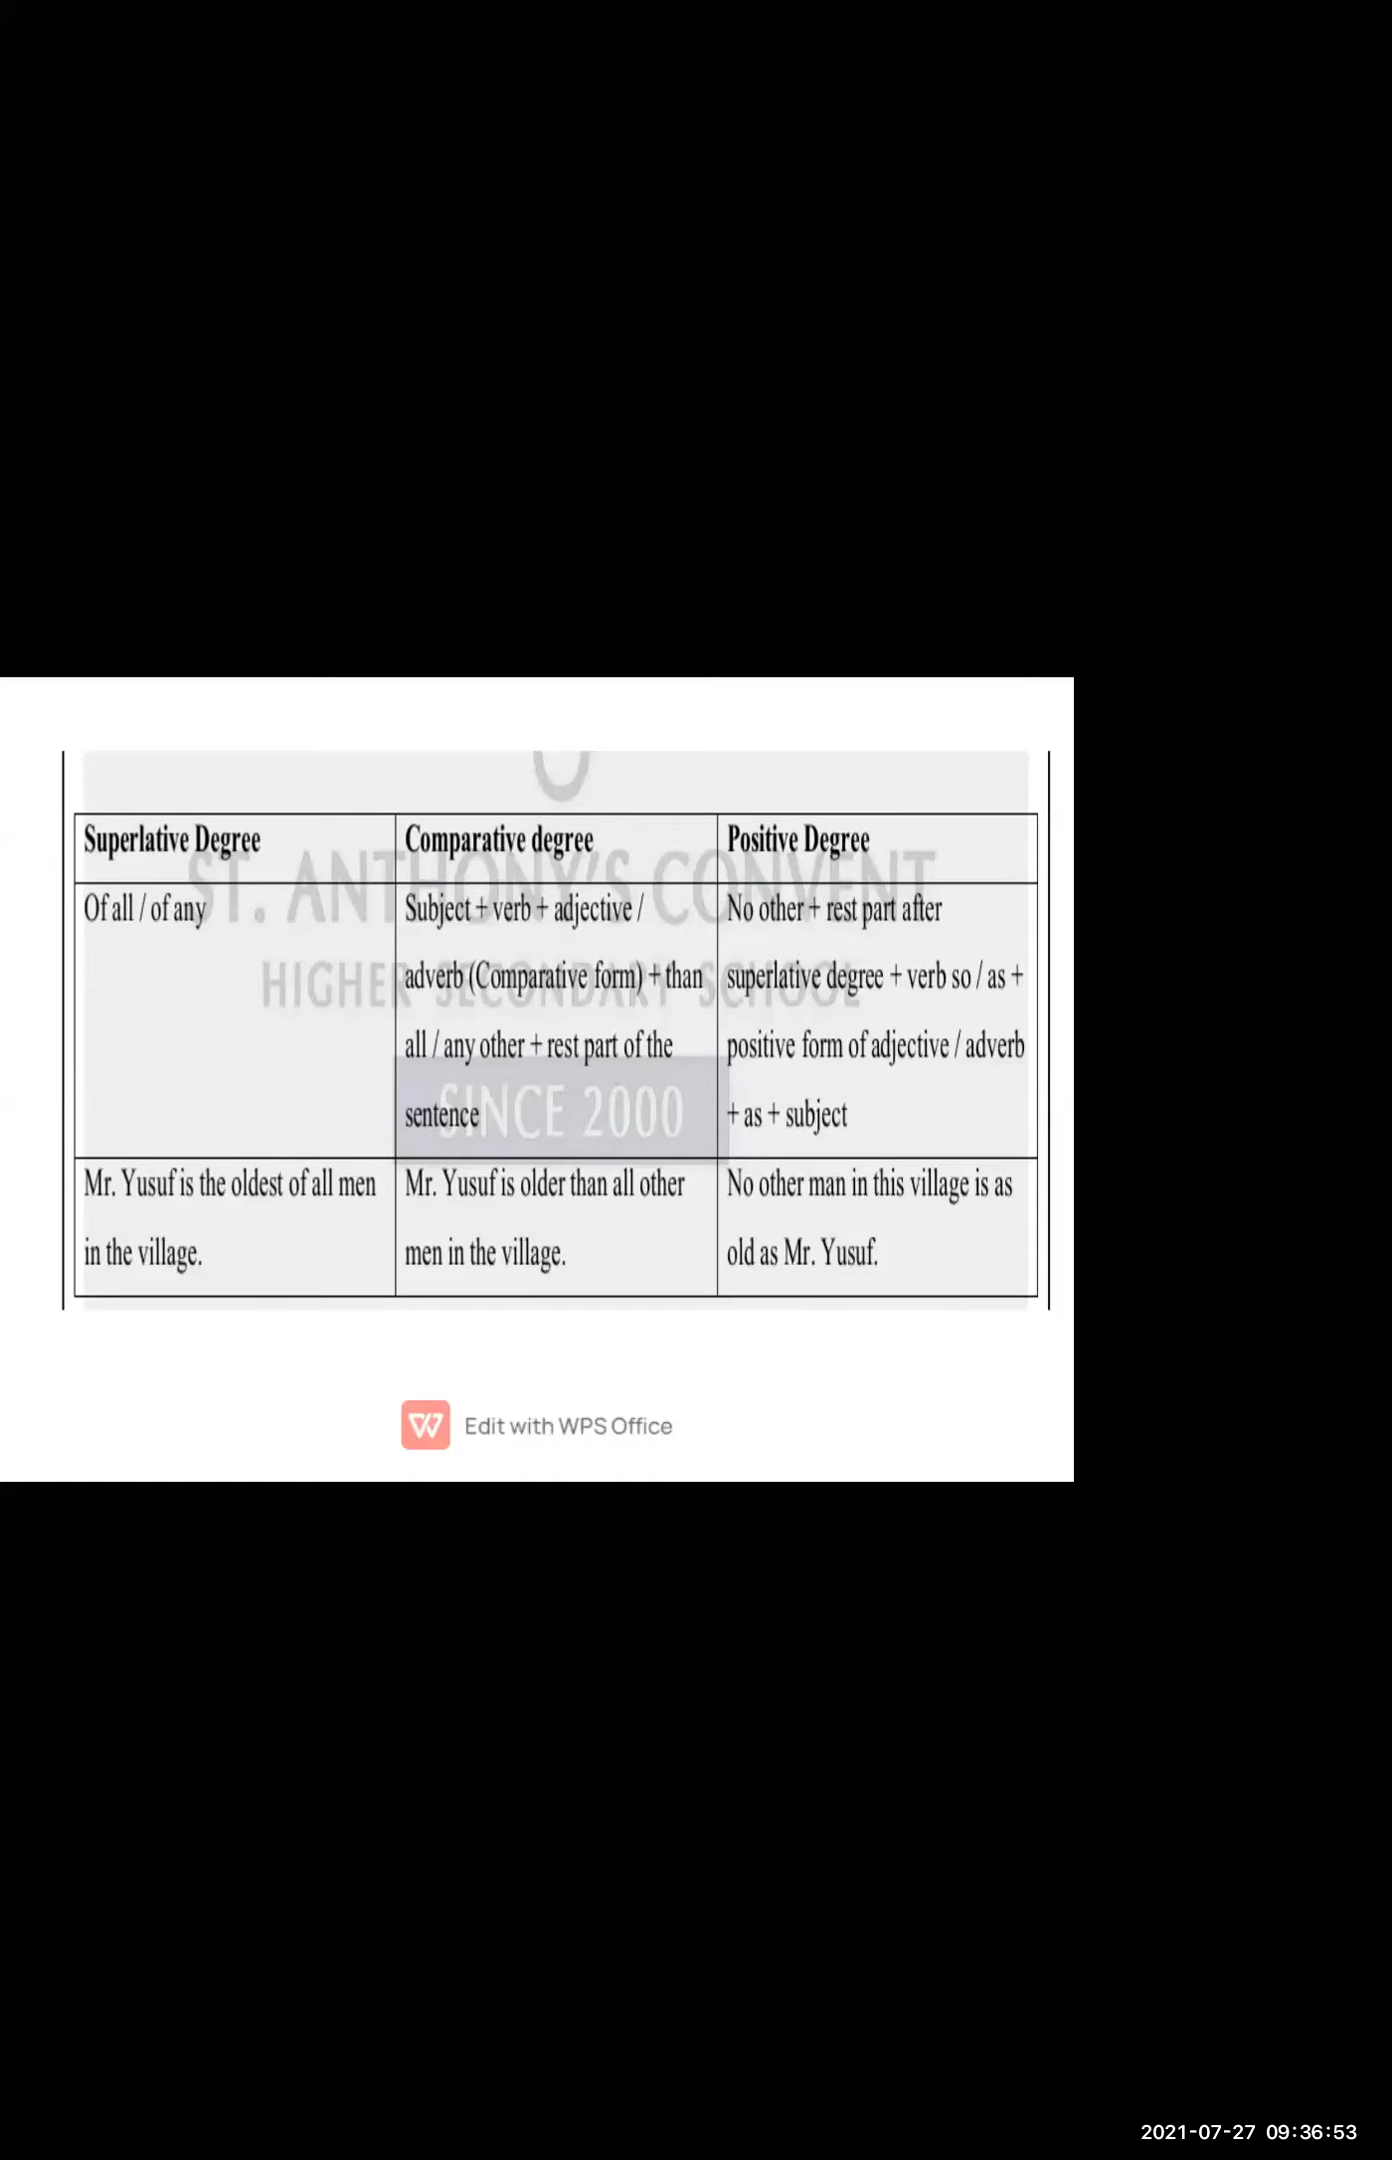 Superlative Degree
Comparative degree
Positive Degree
Of all / of any
Subject + verb + adjective /
adverb (Comparative form) + than
all / any other + rest part of the
sentence
No other + rest part after
superlative degree + verb so / as +
positive form of adjective / adverb
+ as + subject
Mr. Yusuf is the oldest of all men
in the village.
Mr. Yusuf is older than all other
men in the village.
No other man in this village is as
old as Mr. Yusuf.
ST. ANTHONY'S CONVENT
HIGHER SECONDARY SCHOOL
SINCE 2000
Edit with WPS Office
2021-07-27 09:36:53